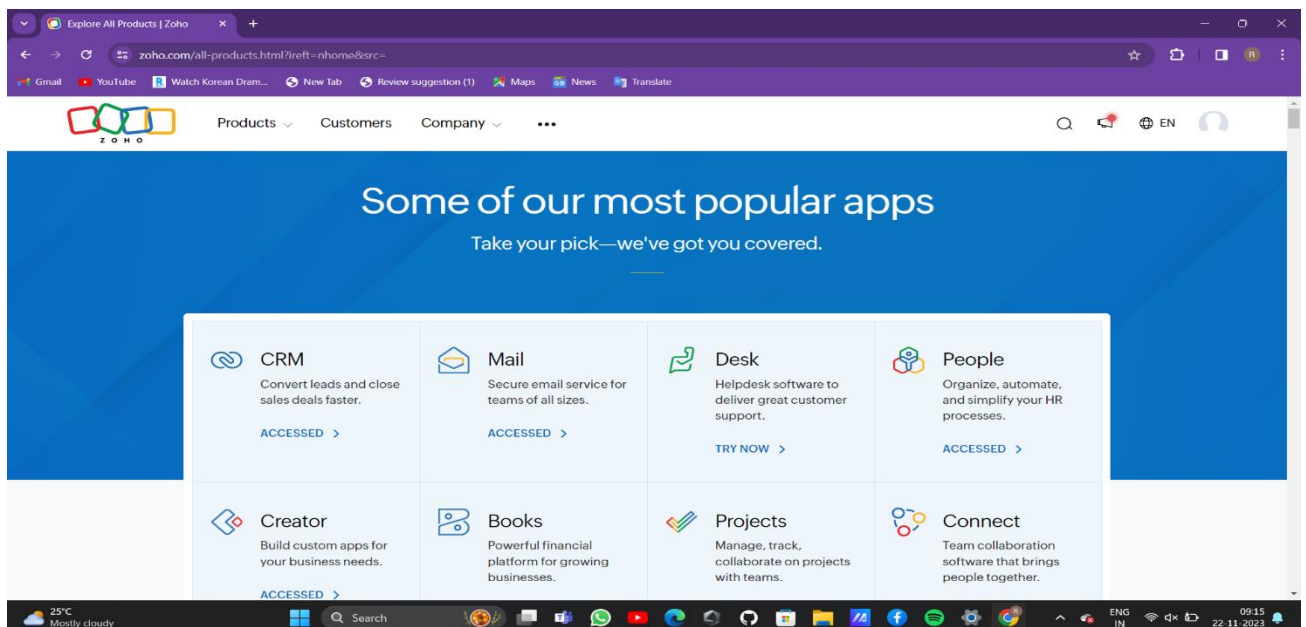 Explore All Products | Zoho
zoho.com/all-products.html?ireft=nhome&src=
Gmail YouTube Watch Korean Dram... New Tab Review suggestion (1) Maps News Translate
ZOHO
Products Customers Company ••• EN
Some of our most popular apps
Take your pick—we've got you covered.
CRM
Convert leads and close
sales deals faster.
ACCESSED >
Mail
Secure email service for
teams of all sizes.
ACCESSED >
Desk
Helpdesk software to
deliver great customer
support.
TRY NOW >
People
Organize, automate,
and simplify your HR
processes.
ACCESSED >
Creator
Build custom apps for
your business needs.
ACCESSED >
Books
Powerful financial
platform for growing
businesses.
Projects
Manage, track,
collaborate on projects
with teams.
Connect
Team collaboration
software that brings
people together.
25°C
Mostly cloudy
Search
ENG
IN
09:15
22-11-2023